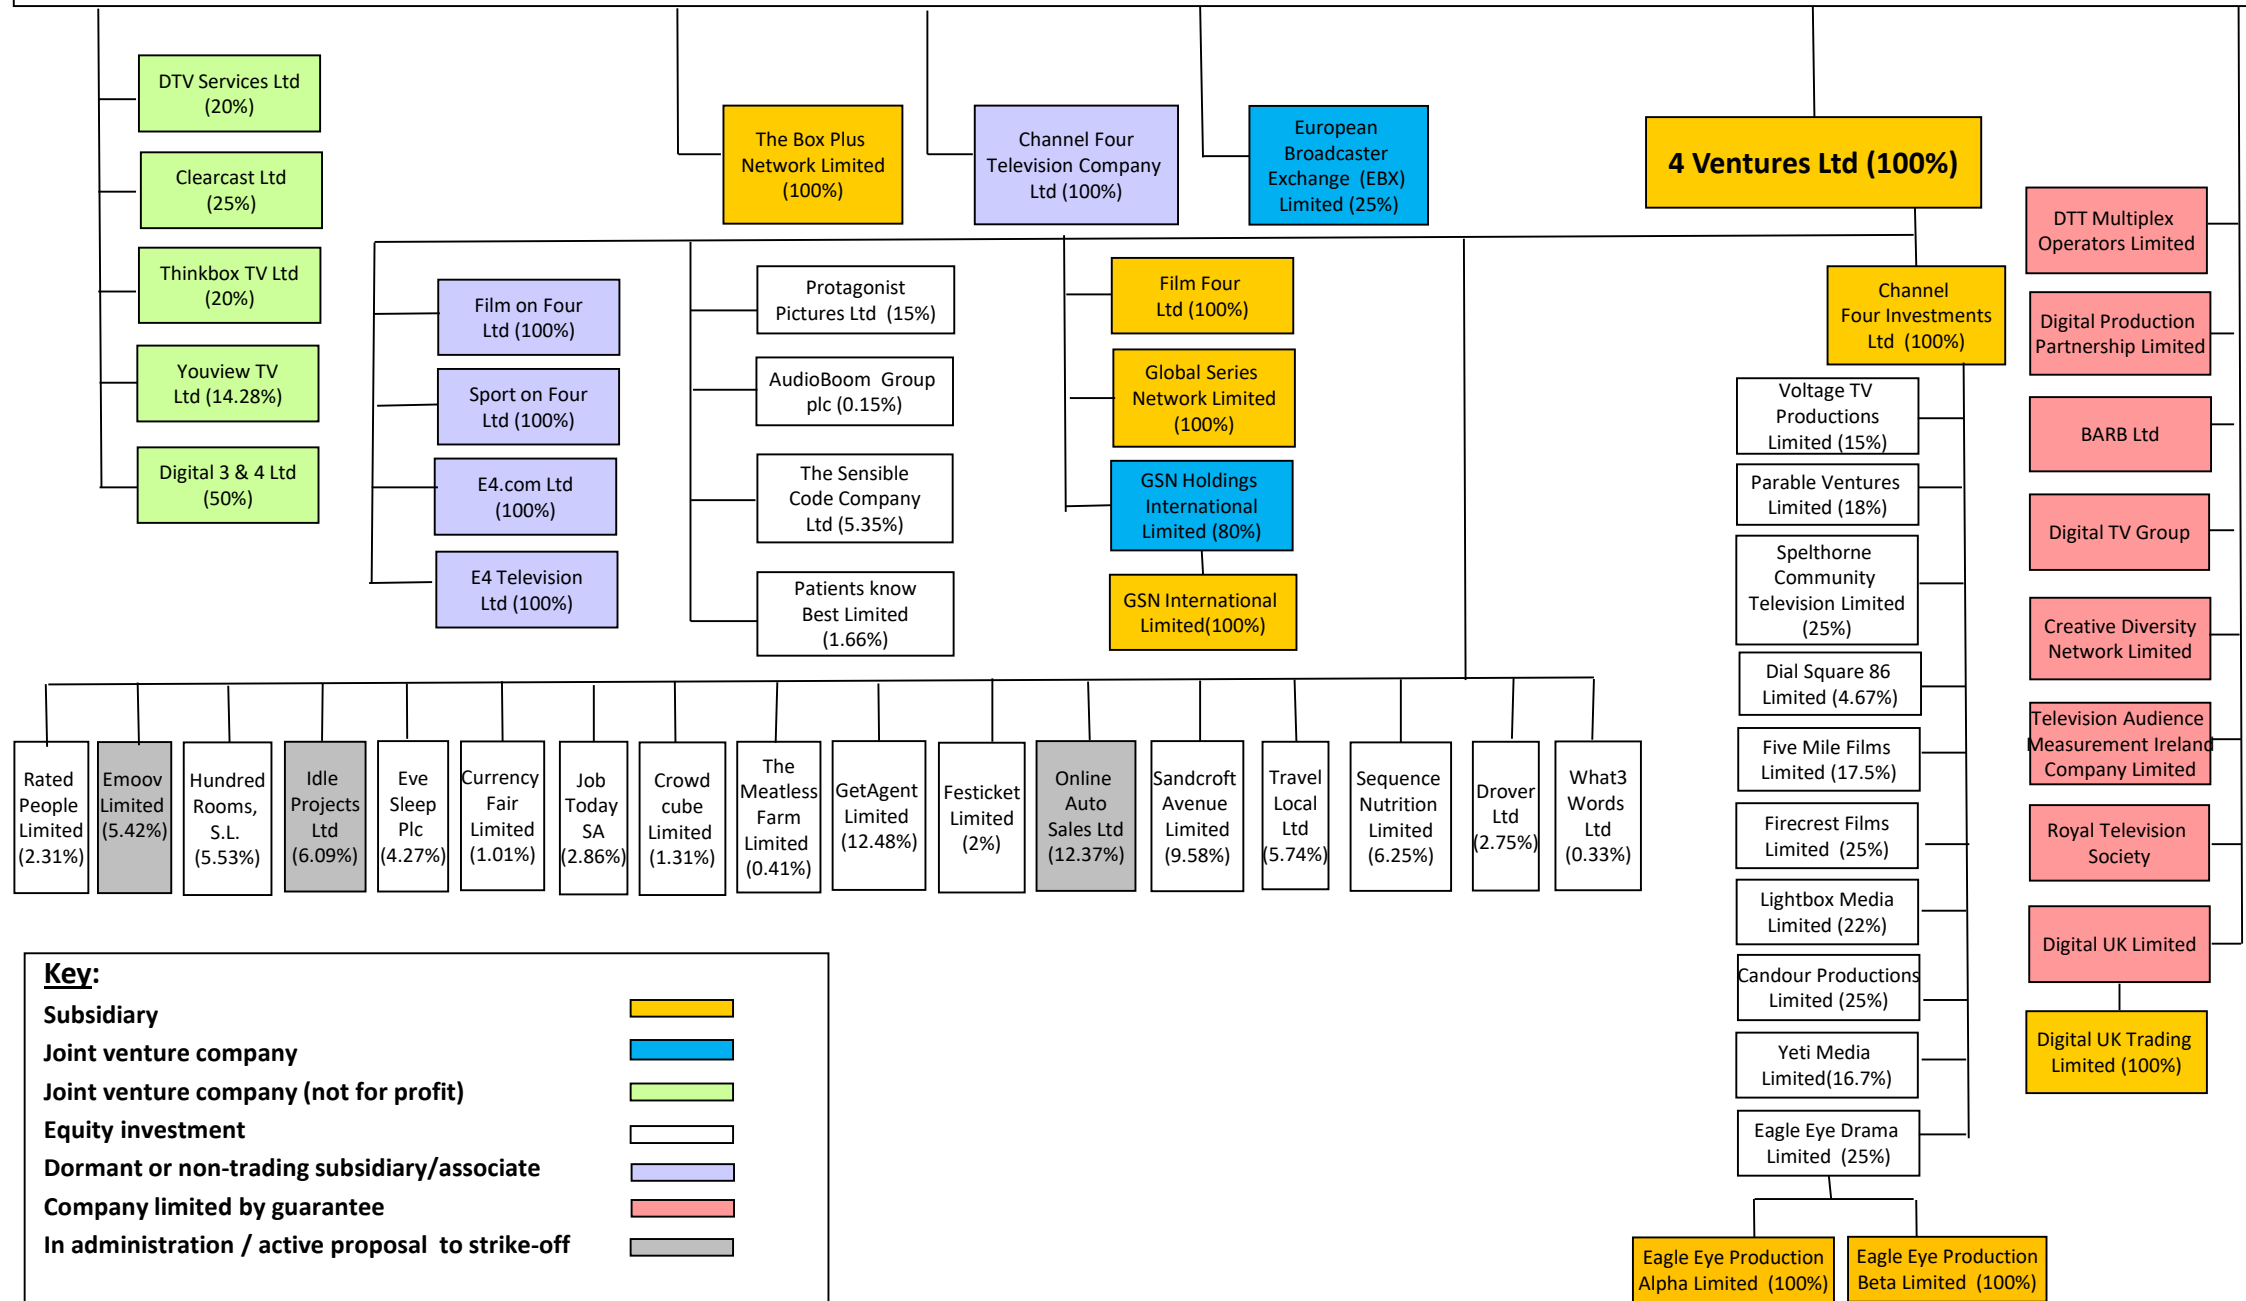 DTV Services Ltd
(20%)
Clearcast Ltd
(25%)
Thinkbox TV Ltd
(20%)
Youview TV
Ltd (14.28%)
Digital 3 & 4 Ltd
(50%)
The Box Plus
Network Limited
(100%)
Channel Four
Television Company
Ltd (100%)
European
Broadcaster
Exchange (EBX)
Limited (25%)
4 Ventures Ltd (100%)
Film on Four
Ltd (100%)
Sport on Four
Ltd (100%)
E4.com Ltd
(100%)
E4 Television
Ltd (100%)
Protagonist
Pictures Ltd (15%)
AudioBoom Group
plc (0.15%)
The Sensible
Code Company
Ltd (5.35%)
Patients know
Best Limited
(1.66%)
Film Four
Ltd (100%)
Global Series
Network Limited
(100%)
GSN Holdings
International
Limited (80%)
GSN International
Limited(100%)
Channel
Four Investments
Ltd (100%)
Voltage TV
Productions
Limited (15%)
Parable Ventures
Limited (18%)
Spelthorne
Community
Television Limited
(25%)
Dial Square 86
Limited (4.67%)
Five Mile Films
Limited (17.5%)
Firecrest Films
Limited (25%)
Lightbox Media
Limited (22%)
Candour Productions
Limited (25%)
Yeti Media
Limited(16.7%)
Eagle Eye Drama
Limited (25%)
Eagle Eye Production
Alpha Limited (100%)
Eagle Eye Production
Beta Limited (100%)
DTT Multiplex
Operators Limited
Digital Production
Partnership Limited
BARB Ltd
Digital TV Group
Creative Diversity
Network Limited
Television Audience
Measurement Ireland
Company Limited
Royal Television
Society
Digital UK Limited
Digital UK Trading
Limited (100%)
Rated
People
Limited
(2.31%)
Emoov
Limited
(5.42%)
Hundred
Rooms,
S.L.
(5.53%)
Idle
Projects
Ltd
(6.09%)
Eve
Sleep
Plc
(4.27%)
Currency
Fair
Limited
(1.01%)
Job
Today
SA
(2.86%)
Crowd
cube
Limited
(1.31%)
The
Meatless
Farm
Limited
(0.41%)
GetAgent
Limited
(12.48%)
Festicket
Limited
(2%)
Online
Auto
Sales Ltd
(12.37%)
Sandcroft
Avenue
Limited
(9.58%)
Travel
Local
Ltd
(5.74%)
Sequence
Nutrition
Limited
(6.25%)
Drover
Ltd
(2.75%)
What3
Words
Ltd
(0.33%)
Key:
Subsidiary
Joint venture company
Joint venture company (not for profit)
Equity investment
Dormant or non-trading subsidiary/associate
Company limited by guarantee
In administration / active proposal to strike-off